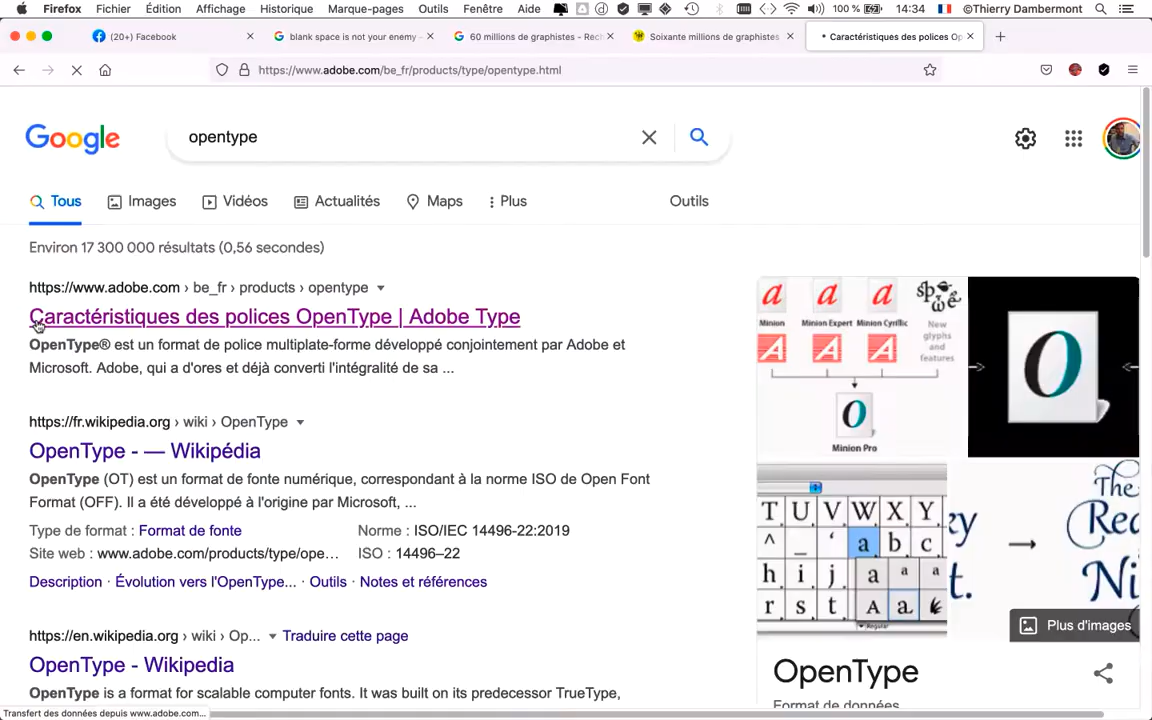 Firefox Fichier Édition Affichage Historique Marque-pages Outils Fenêtre Aide 100 % 14:34 ©Thierry Dambermont
(20+) Facebook
blank space is not your enemy -
60 millions de graphistes - Rec
Soixante millions de graphistes
Caractéristiques des polices Op
https://www.adobe.com/be_fr/products/type/opentype.html
Google
opentype
Tous Images Vidéos Actualités Maps Plus Outils
Environ 17 300 000 résultats (0,56 secondes)
https://www.adobe.com › be_fr › products › opentype
Caractéristiques des polices OpenType | Adobe Type
OpenType® est un format de police multiplate-forme développé conjointement par Adobe et
Microsoft. Adobe, qui a d'ores et déjà converti l'intégralité de sa ...
https://fr.wikipedia.org › wiki › OpenType
OpenType - — Wikipédia
OpenType (OT) est un format de fonte numérique, correspondant à la norme ISO de Open Font
Format (OFF). Il a été développé à l'origine par Microsoft, ...
Type de format : Format de fonte Norme : ISO/IEC 14496-22:2019
Site web : www.adobe.com/products/type/ope... ISO : 14496–22
Description · Évolution vers l'OpenType... · Outils · Notes et références
https://en.wikipedia.org › wiki › Op... Traduire cette page
OpenType - Wikipedia
OpenType is a format for scalable computer fonts. It was built on its predecessor TrueType,
Transfert des données depuis www.adobe.com...
a a a
Minion Minion Expert Minion Cyrillic
New
glyphs
and
features
A A A
O
Minion Pro
O
T U V W X Y
^ _ ‘ a b c
h i j a a a
r s t A a
Regular
The
Plus d'images
OpenType
Format de données